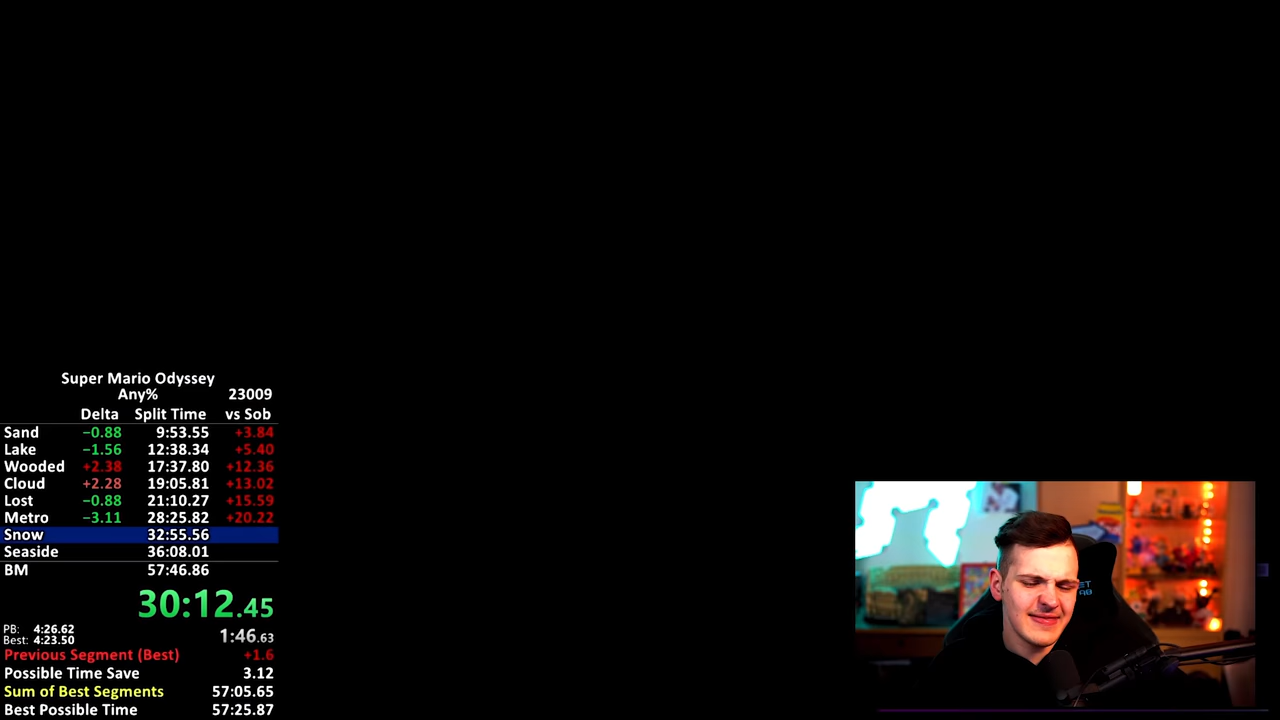 Super Mario Odyssey
Any% 23009
Delta Split Time vs Sob
Sand −0.88 9:53.55 +3.84
Lake −1.56 12:38.34 +5.40
Wooded +2.38 17:37.80 +12.36
Cloud +2.28 19:05.81 +13.02
Lost −0.88 21:10.27 +15.59
Metro −3.11 28:25.82 +20.22
Snow 32:55.56
Seaside 36:08.01
BM 57:46.86
30:12.45
PB: 4:26.62
Best: 4:23.50 1:46.63
Previous Segment (Best) +1.6
Possible Time Save 3.12
Sum of Best Segments 57:05.65
Best Possible Time 57:25.87